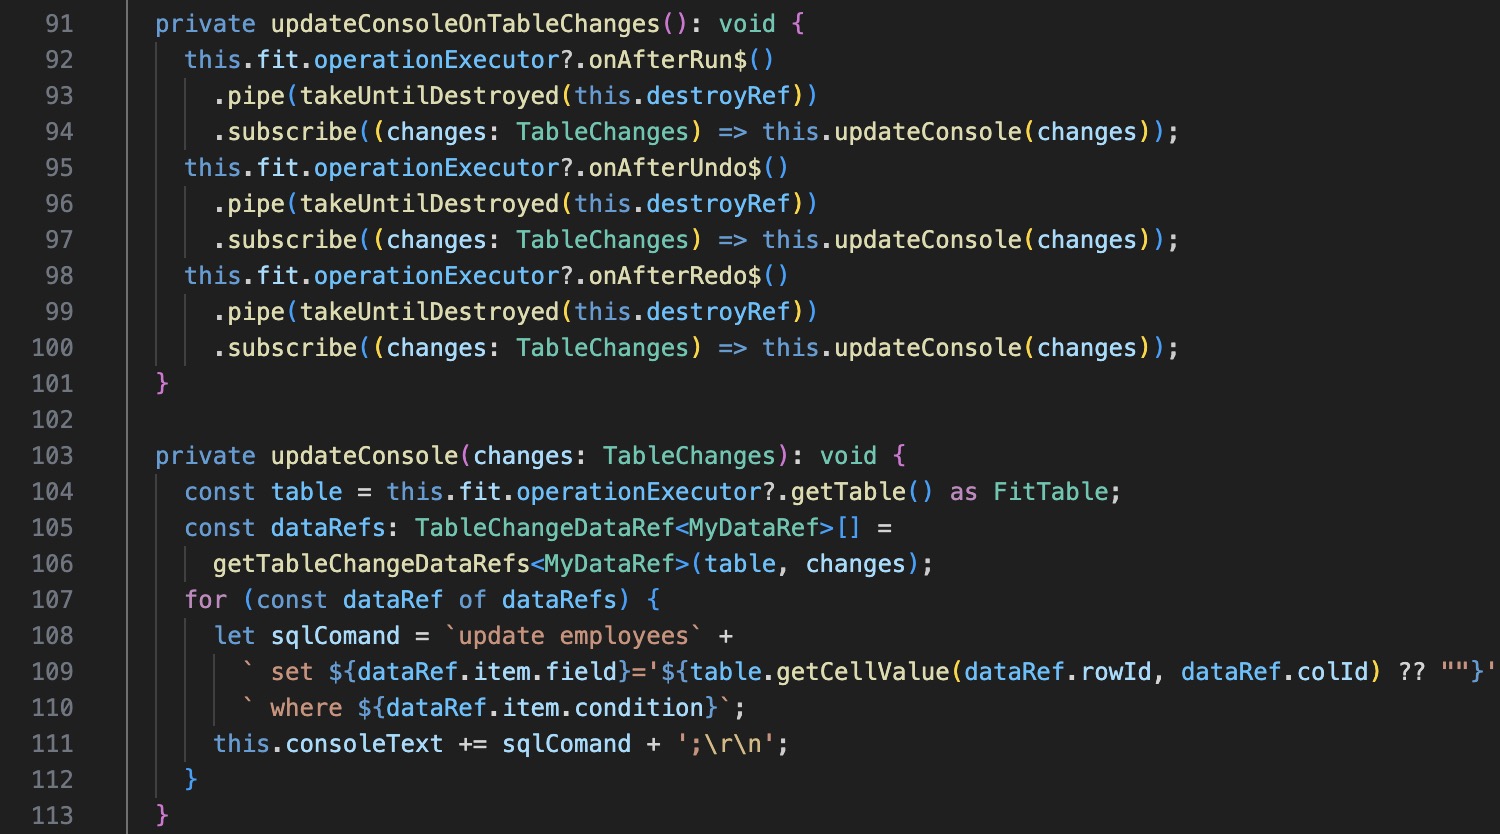 91 private updateConsoleOnTableChanges(): void {
92 this.fit.operationExecutor?.onAfterRun$()
93 .pipe(takeUntilDestroyed(this.destroyRef))
94 .subscribe((changes: TableChanges) => this.updateConsole(changes));
95 this.fit.operationExecutor?.onAfterUndo$()
96 .pipe(takeUntilDestroyed(this.destroyRef))
97 .subscribe((changes: TableChanges) => this.updateConsole(changes));
98 this.fit.operationExecutor?.onAfterRedo$()
99 .pipe(takeUntilDestroyed(this.destroyRef))
100 .subscribe((changes: TableChanges) => this.updateConsole(changes));
101 }
102
103 private updateConsole(changes: TableChanges): void {
104 const table = this.fit.operationExecutor?.getTable() as FitTable;
105 const dataRefs: TableChangeDataRef<MyDataRef>[] =
106 getTableChangeDataRefs<MyDataRef>(table, changes);
107 for (const dataRef of dataRefs) {
108 let sqlComand = `update employees` +
109 ` set ${dataRef.item.field}='${table.getCellValue(dataRef.rowId, dataRef.colId) ?? ""}'
110 ` where ${dataRef.item.condition}`;
111 this.consoleText += sqlComand + ';\r\n';
112 }
113 }